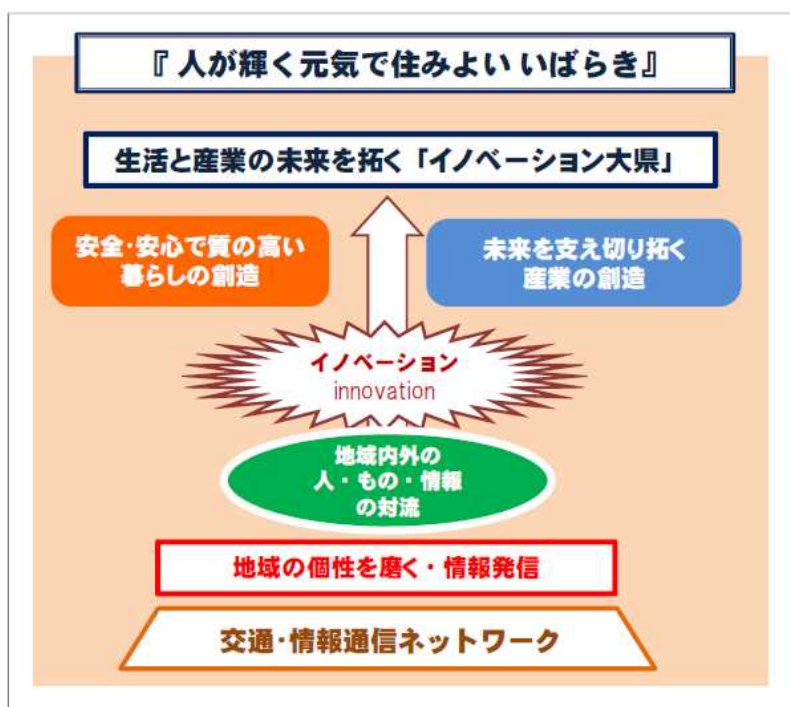 『 人が輝く元気で住みよい いばらき』
生活と産業の未来を拓く「イノベーション大県」
安全・安心で質の高い
暮らしの創造
未来を支え切り拓く
産業の創造
イノベーション
innovation
地域内外の
人・もの・情報
の対流
地域の個性を磨く・情報発信
交通・情報通信ネットワーク